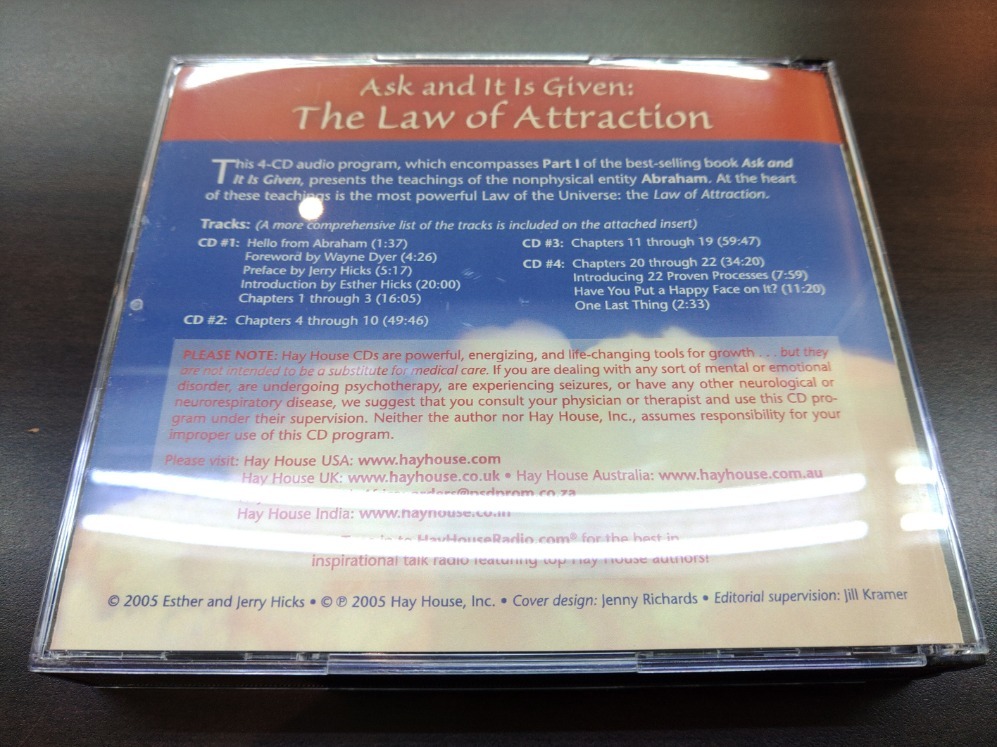 Ask and It Is Given:
The Law of Attraction
This 4-CD audio program, which encompasses Part I of the best-selling book Ask and
It Is Given, presents the teachings of the nonphysical entity Abraham. At the heart
of these teachings is the most powerful Law of the Universe: the Law of Attraction.
Tracks: (A more comprehensive list of the tracks is included on the attached insert)
CD #1: Hello from Abraham (1:37)
Foreword by Wayne Dyer (4:26)
Preface by Jerry Hicks (5:17)
Introduction by Esther Hicks (20:00)
Chapters 1 through 3 (16:05)
CD #2: Chapters 4 through 10 (49:46)
CD #3: Chapters 11 through 19 (59:47)
CD #4: Chapters 20 through 22 (34:20)
Introducing 22 Proven Processes (7:59)
Have You Put a Happy Face on It? (11:20)
One Last Thing (2:33)
PLEASE NOTE: Hay House CDs are powerful, energizing, and life-changing tools for growth . . . but they
are not intended to be a substitute for medical care. If you are dealing with any sort of mental or emotional
disorder, are undergoing psychotherapy, are experiencing seizures, or have any other neurological or
neurorespiratory disease, we suggest that you consult your physician or therapist and use this CD pro-
gram under their supervision. Neither the author nor Hay House, Inc., assumes responsibility for your
improper use of this CD program.
Please visit: Hay House USA: www.hayhouse.com
Hay House UK: www.hayhouse.co.uk • Hay House Australia: www.hayhouse.com.au
orders@psdprom.co.za
Hay House India: www.hayhouse.co.in
HayHouseRadio.com® for the best in
inspirational talk radio featuring top Hay House authors!
© 2005 Esther and Jerry Hicks • © ℗ 2005 Hay House, Inc. • Cover design: Jenny Richards • Editorial supervision: Jill Kramer